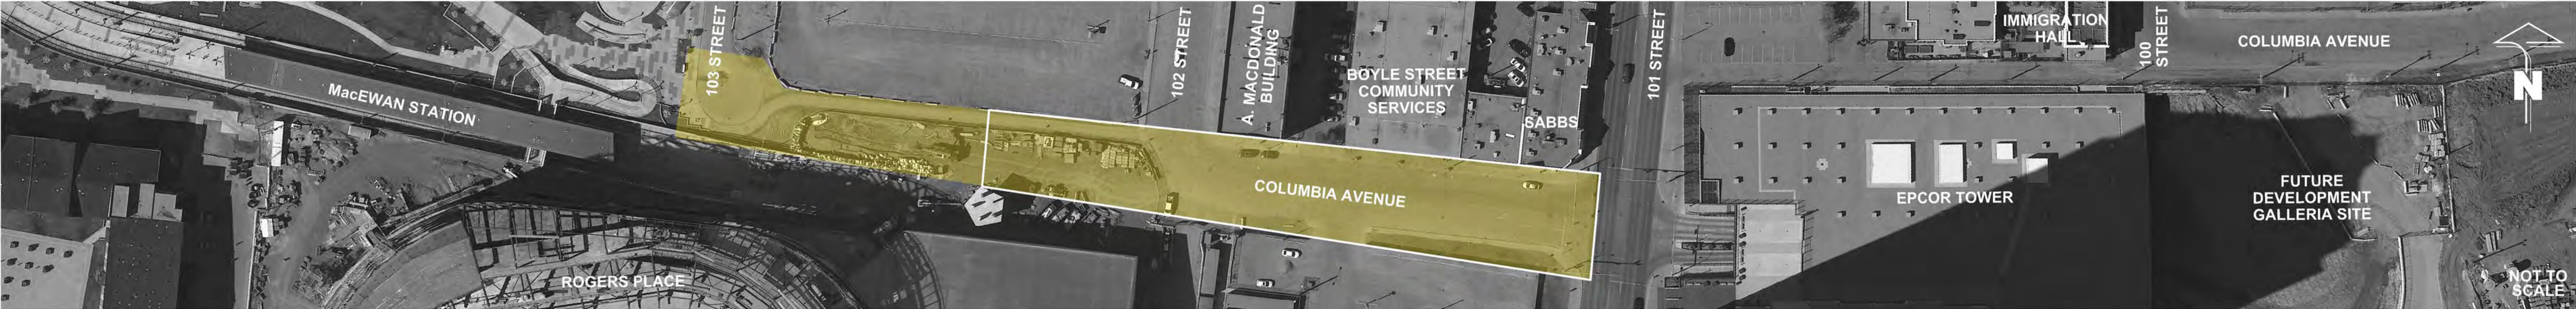 103 STREET
MacEWAN STATION
ROGERS PLACE
102 STREET
A. MACDONALD
BUILDING
BOYLE STREET
COMMUNITY
SERVICES
SABBS
COLUMBIA AVENUE
101 STREET
EPCOR TOWER
IMMIGRATION
HALL
100
STREET
COLUMBIA AVENUE
FUTURE
DEVELOPMENT
GALLERIA SITE
N
NOT TO
SCALE